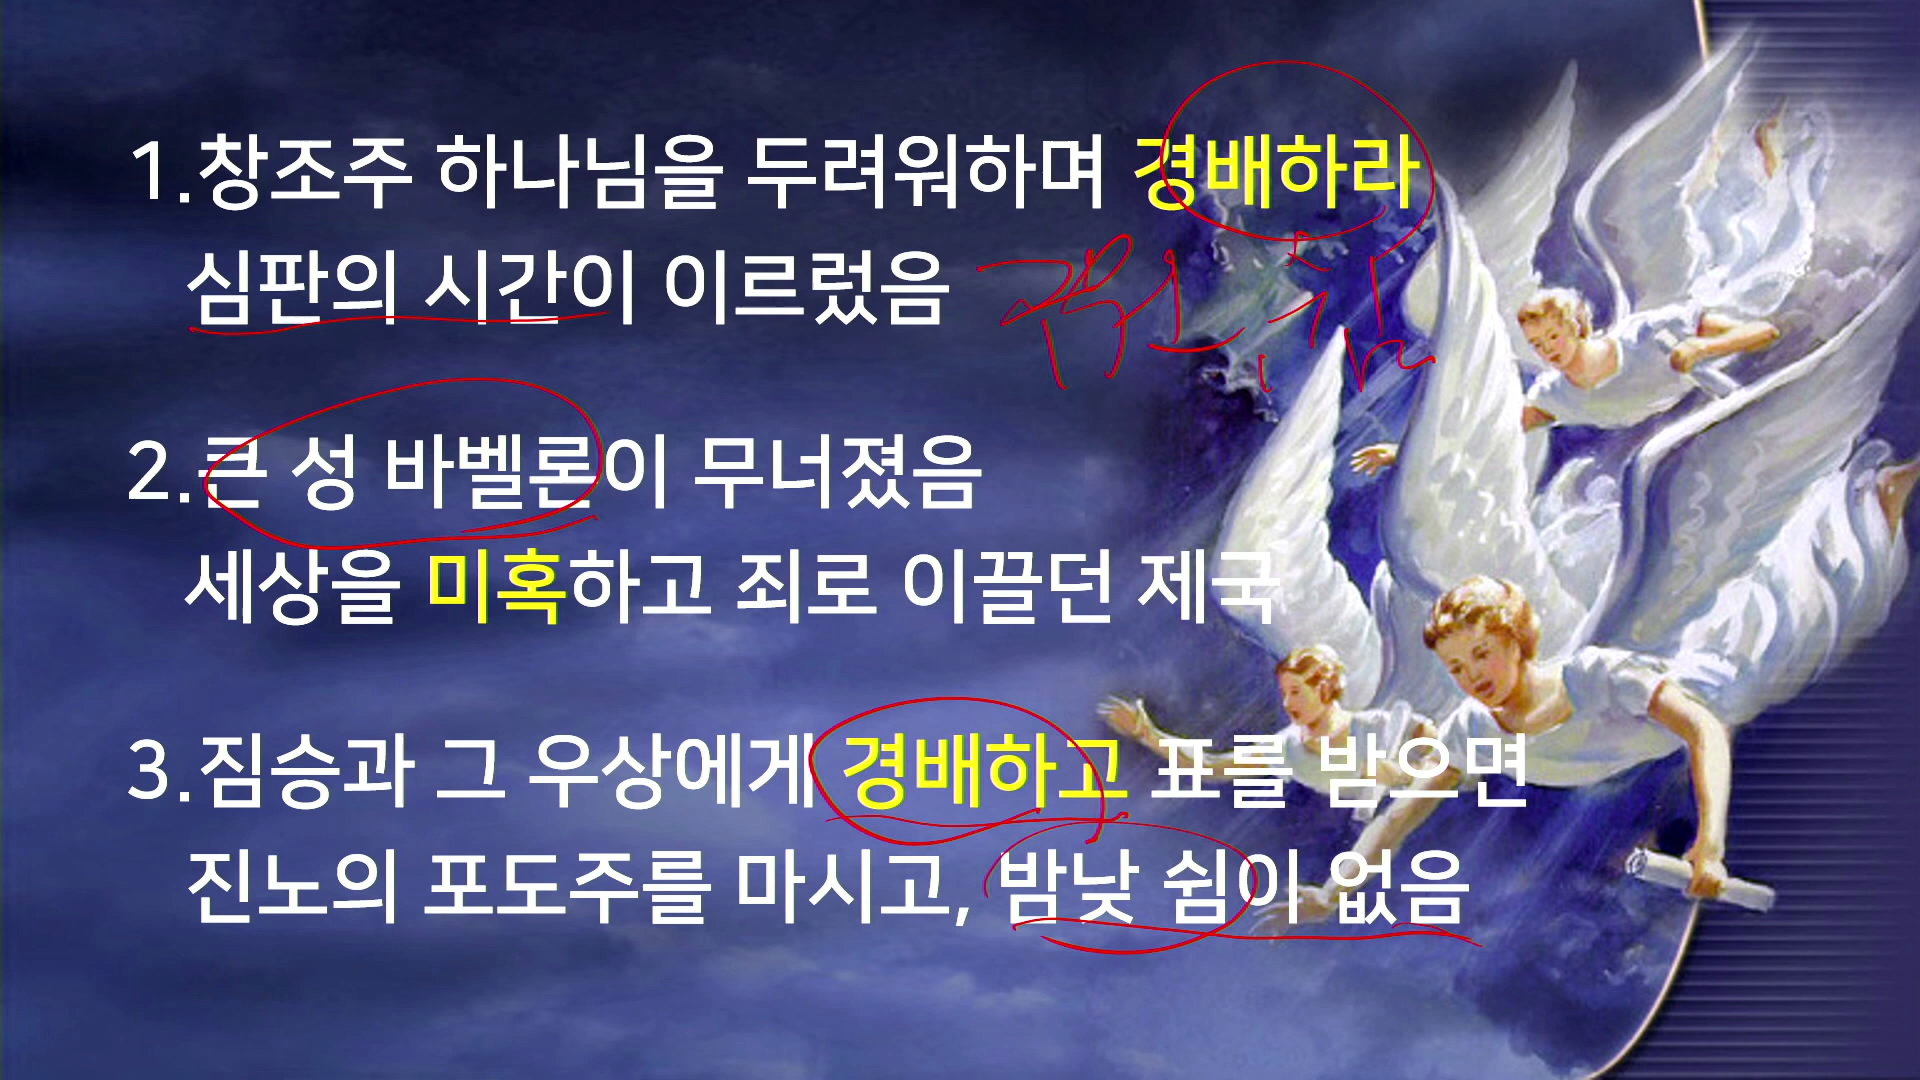 1.창조주 하나님을 두려워하며 경배하라
심판의 시간이 이르렀음
2.큰 성 바벨론이 무너졌음
세상을 미혹하고 죄로 이끌던 제국
3.짐승과 그 우상에게 경배하고 표를 받으면
진노의 포도주를 마시고, 밤낮 쉼이 없음